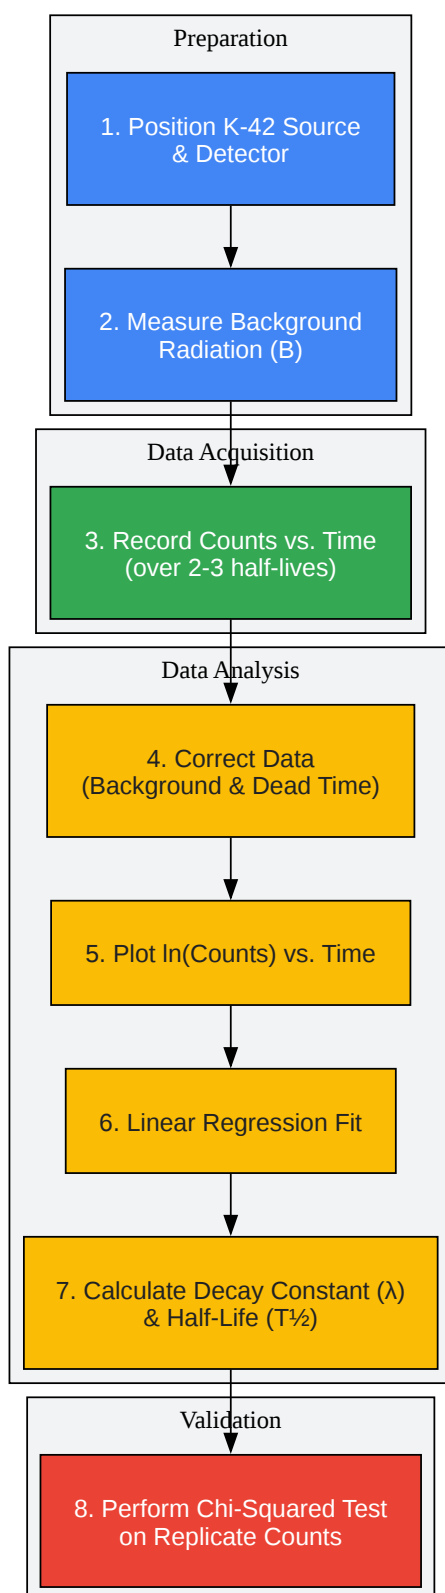 Preparation
1. Position K-42 Source
& Detector
2. Measure Background
Radiation (B)
Data Acquisition
3. Record Counts vs. Time
(over 2-3 half-lives)
Data Analysis
4. Correct Data
(Background & Dead Time)
5. Plot ln(Counts) vs. Time
6. Linear Regression Fit
7. Calculate Decay Constant (λ)
& Half-Life (T½)
Validation
8. Perform Chi-Squared Test
on Replicate Counts